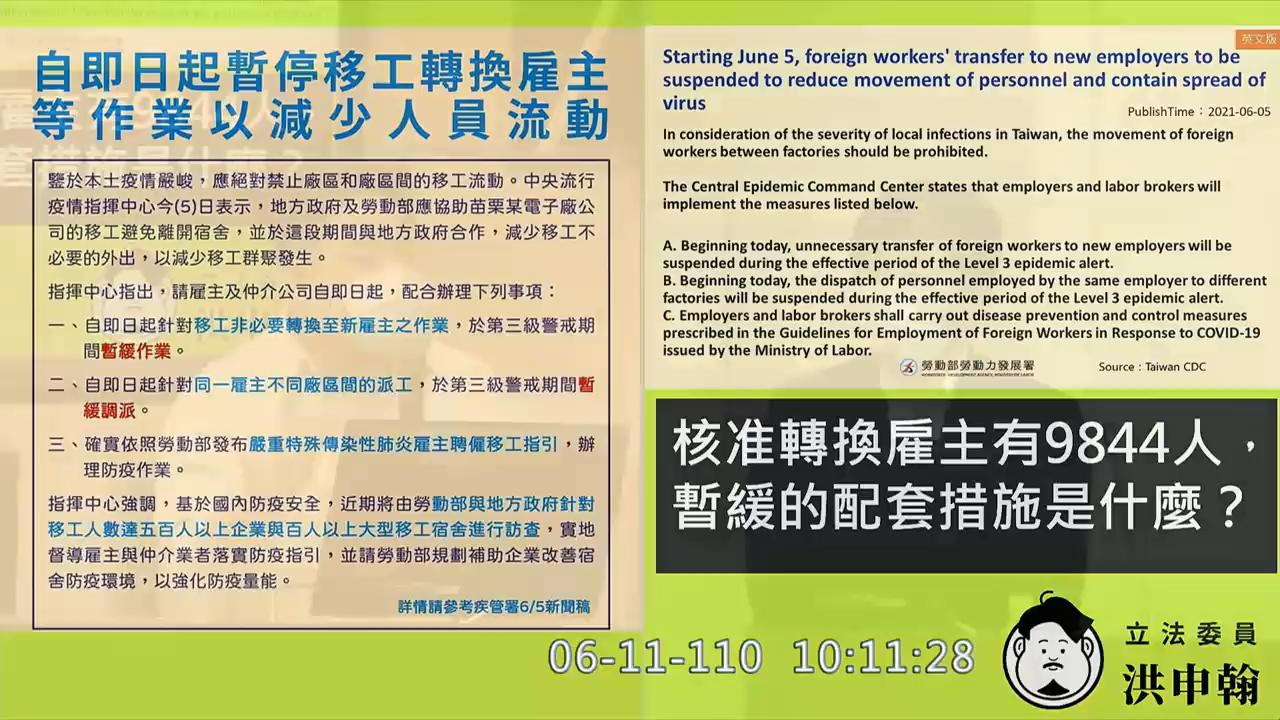 自即日起暫停移工轉換雇主
等作業以減少人員流動
鑒於本土疫情嚴峻，應絕對禁止廠區和廠區間的移工流動。中央流行
疫情指揮中心今(5)日表示，地方政府及勞動部應協助苗栗某電子廠公
司的移工避免離開宿舍，並於這段期間與地方政府合作，減少移工不
必要的外出，以減少移工群聚發生。
指揮中心指出，請雇主及仲介公司自即日起，配合辦理下列事項：
一、自即日起針對移工非必要轉換至新雇主之作業，於第三級警戒期
間暫緩作業。
二、自即日起針對同一雇主不同廠區間的派工，於第三級警戒期間暫
緩調派。
三、確實依照勞動部發布嚴重特殊傳染性肺炎雇主聘僱移工指引，辦
理防疫作業。
指揮中心強調，基於國內防疫安全，近期將由勞動部與地方政府針對
移工人數達五百人以上企業與百人以上大型移工宿舍進行訪查，實地
督導雇主與仲介業者落實防疫指引，並請勞動部規劃補助企業改善宿
舍防疫環境，以強化防疫量能。
詳情請參考疾管署6/5新聞稿
英文版
Starting June 5, foreign workers' transfer to new employers to be
suspended to reduce movement of personnel and contain spread of
virus
PublishTime：2021-06-05
In consideration of the severity of local infections in Taiwan, the movement of foreign
workers between factories should be prohibited.
The Central Epidemic Command Center states that employers and labor brokers will
implement the measures listed below.
A. Beginning today, unnecessary transfer of foreign workers to new employers will be
suspended during the effective period of the Level 3 epidemic alert.
B. Beginning today, the dispatch of personnel employed by the same employer to different
factories will be suspended during the effective period of the Level 3 epidemic alert.
C. Employers and labor brokers shall carry out disease prevention and control measures
prescribed in the Guidelines for Employment of Foreign Workers in Response to COVID-19
issued by the Ministry of Labor.
勞動部勞動力發展署
WORKFORCE DEVELOPMENT AGENCY, MINISTRY OF LABOR
Source：Taiwan CDC
核准轉換雇主有9844人，
暫緩的配套措施是什麼？
06-11-110 10:11:28
立法委員
洪申翰